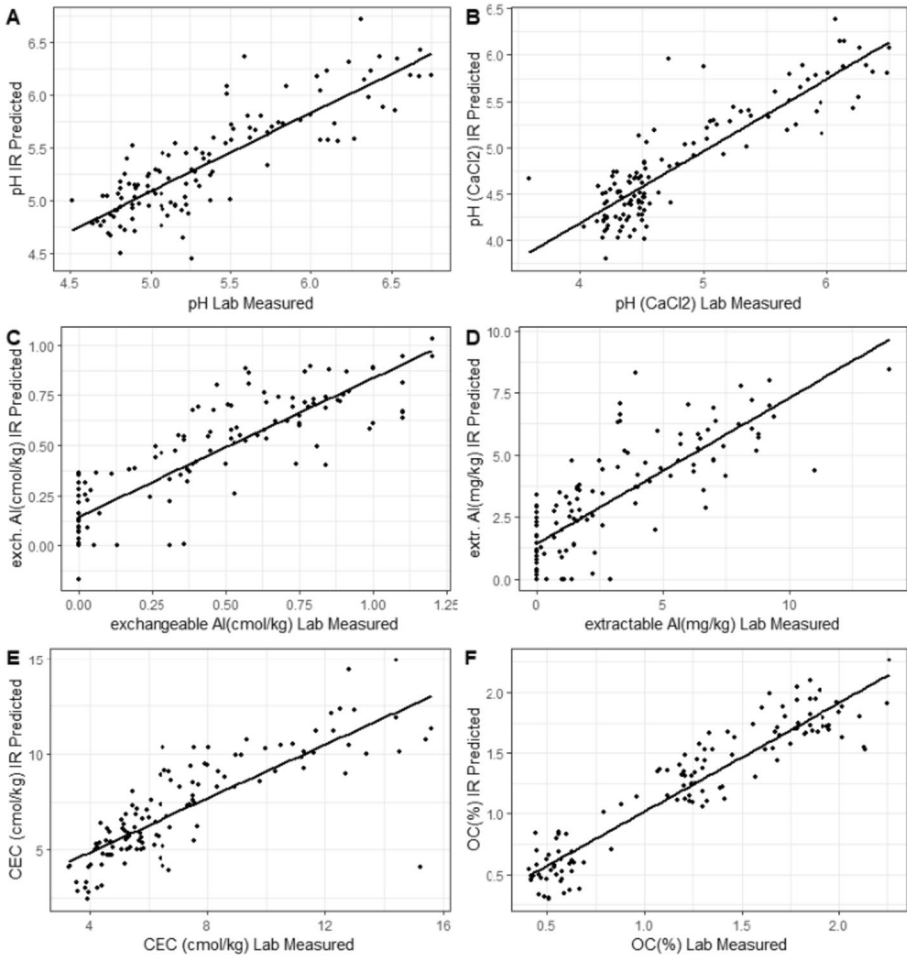 A
B
pH IR Predicted
6.5
6.0
5.5
5.0
4.5
4.5
5.0
5.5
6.0
6.5
pH Lab Measured
pH (CaCl2) IR Predicted
6.5
6.0
5.5
5.0
4.5
4.0
4
5
6
pH (CaCl2) Lab Measured
C
D
exch. Al(cmol/kg) IR Predicted
1.00
0.75
0.50
0.25
0.00
0.00
0.25
0.50
0.75
1.00
1.25
exchangeable Al(cmol/kg) Lab Measured
extr. Al(mg/kg) IR Predicted
10.0
7.5
5.0
2.5
0.0
0
5
10
extractable Al(mg/kg) Lab Measured
E
F
CEC (cmol/kg) IR Predicted
15
10
5
4
8
12
16
CEC (cmol/kg) Lab Measured
OC(%) IR Predicted
2.0
1.5
1.0
0.5
0.5
1.0
1.5
2.0
OC(%) Lab Measured